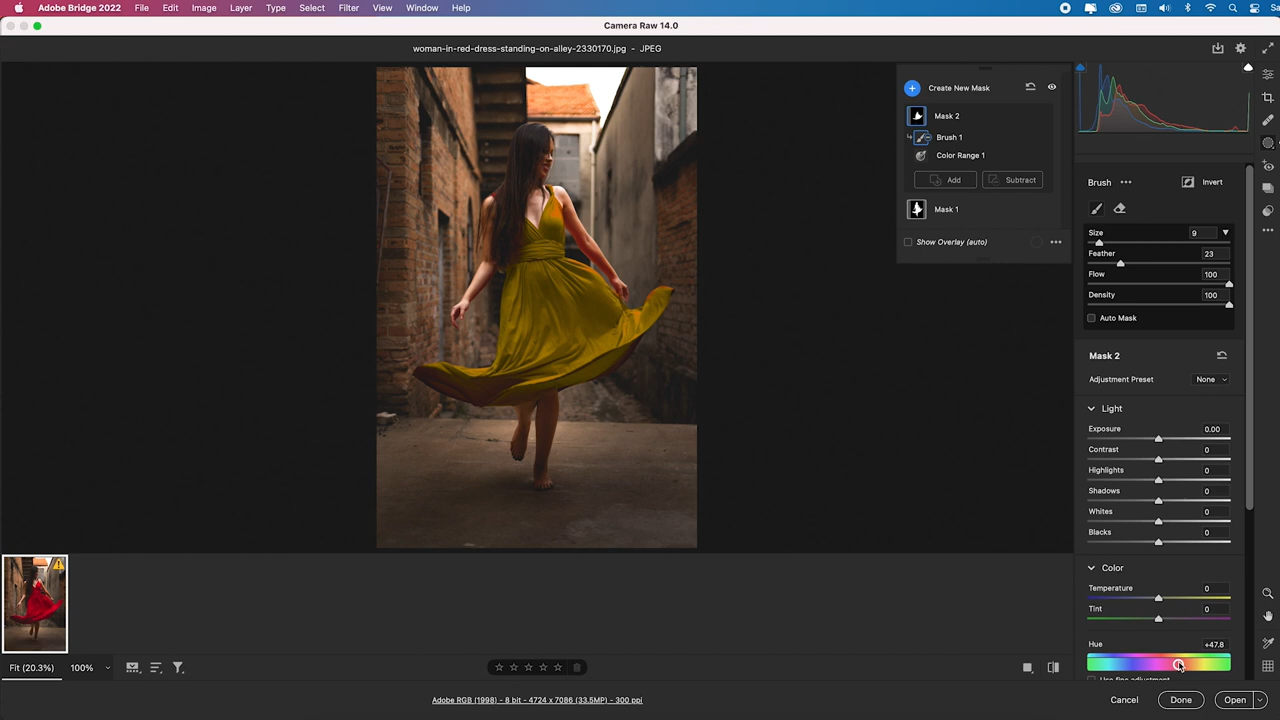 Adobe Bridge 2022 File Edit Image Layer Type Select Filter View Window Help Sa
Camera Raw 14.0
woman-in-red-dress-standing-on-alley-2330170.jpg - JPEG
Create New Mask
Mask 2
Brush 1
Color Range 1
Add Subtract
Mask 1
Show Overlay (auto)
Brush Invert
Size 9
Feather 23
Flow 100
Density 100
Auto Mask
Mask 2
Adjustment Preset None
Light
Exposure 0.00
Contrast 0
Highlights 0
Shadows 0
Whites 0
Blacks 0
Color
Temperature 0
Tint 0
Hue +47.8
Use fine adjustment
Fit (20.3%) 100%
Adobe RGB (1998) - 8 bit - 4724 x 7086 (33.5MP) - 300 ppi
Cancel Done Open